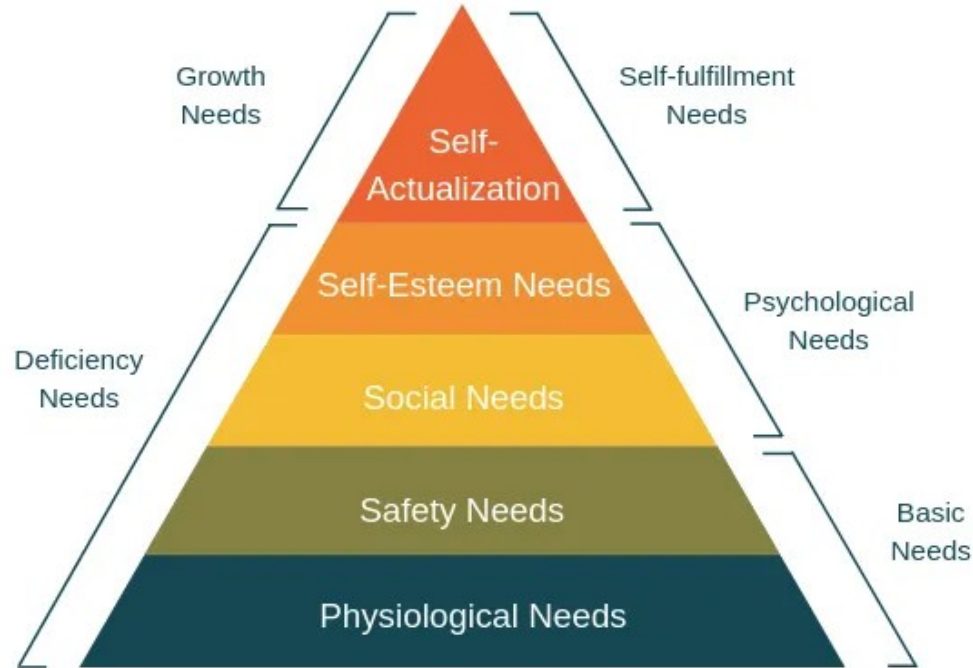 Growth
Needs
Self-fulfillment
Needs
Self-
Actualization
Self-Esteem Needs
Psychological
Needs
Deficiency
Needs
Social Needs
Safety Needs
Basic
Needs
Physiological Needs